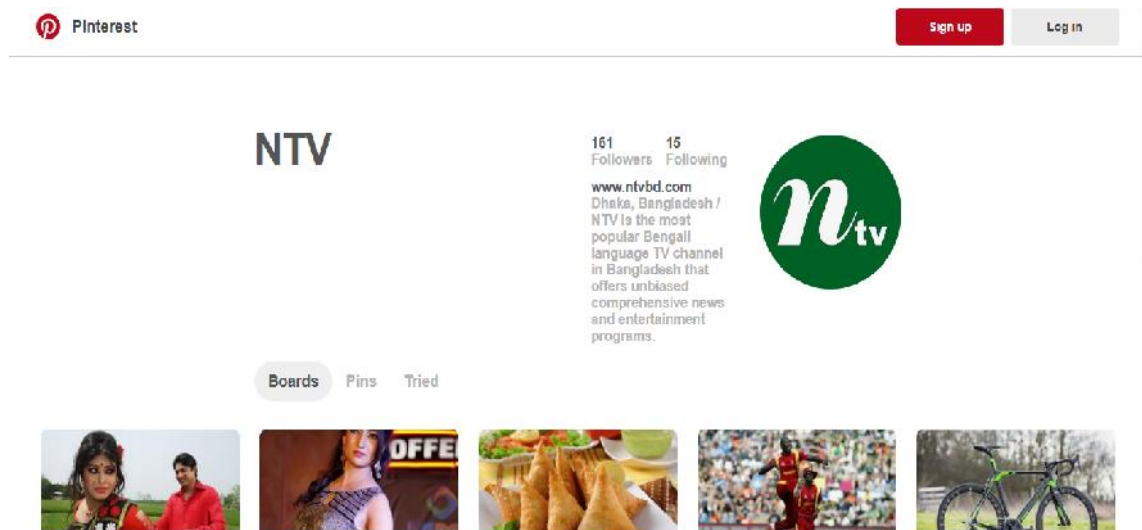 Pinterest
Sign up
Log in
NTV
161 15
Followers Following
www.ntvbd.com
Dhaka, Bangladesh /
NTV is the most
popular Bengali
language TV channel
in Bangladesh that
offers unbiased
comprehensive news
and entertainment
programs.
ntv
Boards Pins Tried
OFFE